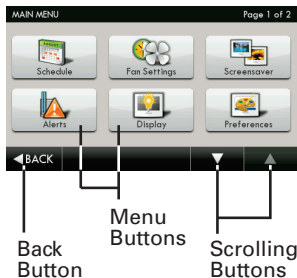 MAIN MENU Page 1 of 2
Schedule Fan Settings Screensaver
Alerts Display Preferences
BACK
Menu
Buttons
Back
Button
Scrolling
Buttons